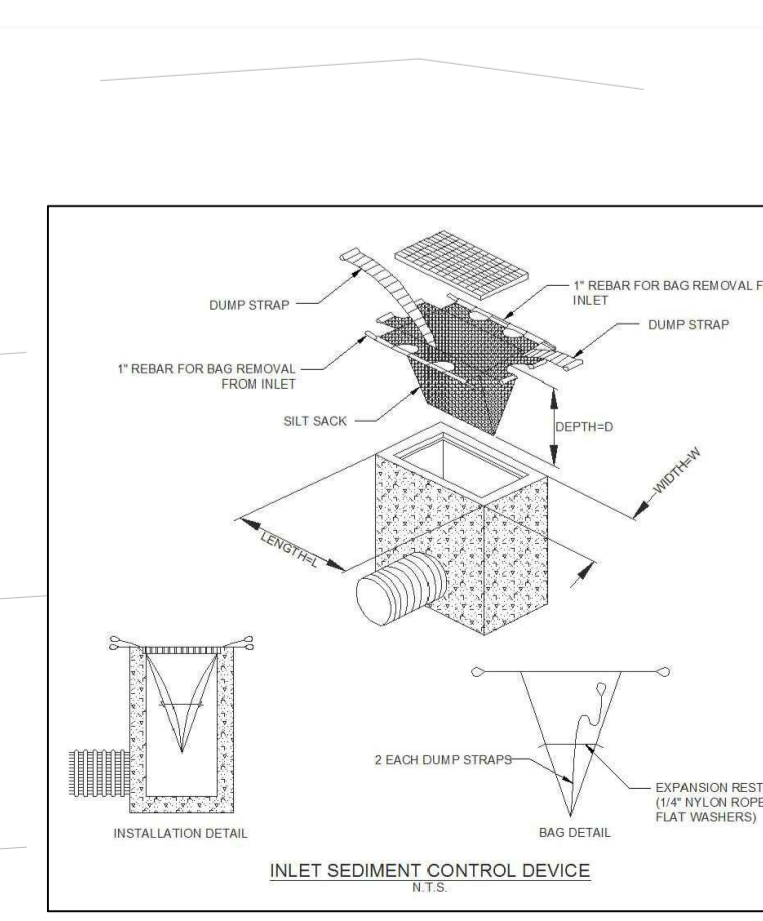 DUMP STRAP
1" REBAR FOR BAG REMOVAL
INLET
DUMP STRAP
1" REBAR FOR BAG REMOVAL
FROM INLET
SILT SACK
DEPTH=D
WIDTH=W
LENGTH=L
2 EACH DUMP STRAPS
EXPANSION
(1/4" NYLON ROPE
FLAT WASHERS)
INSTALLATION DETAIL
BAG DETAIL
INLET SEDIMENT CONTROL DEVICE
N.T.S.